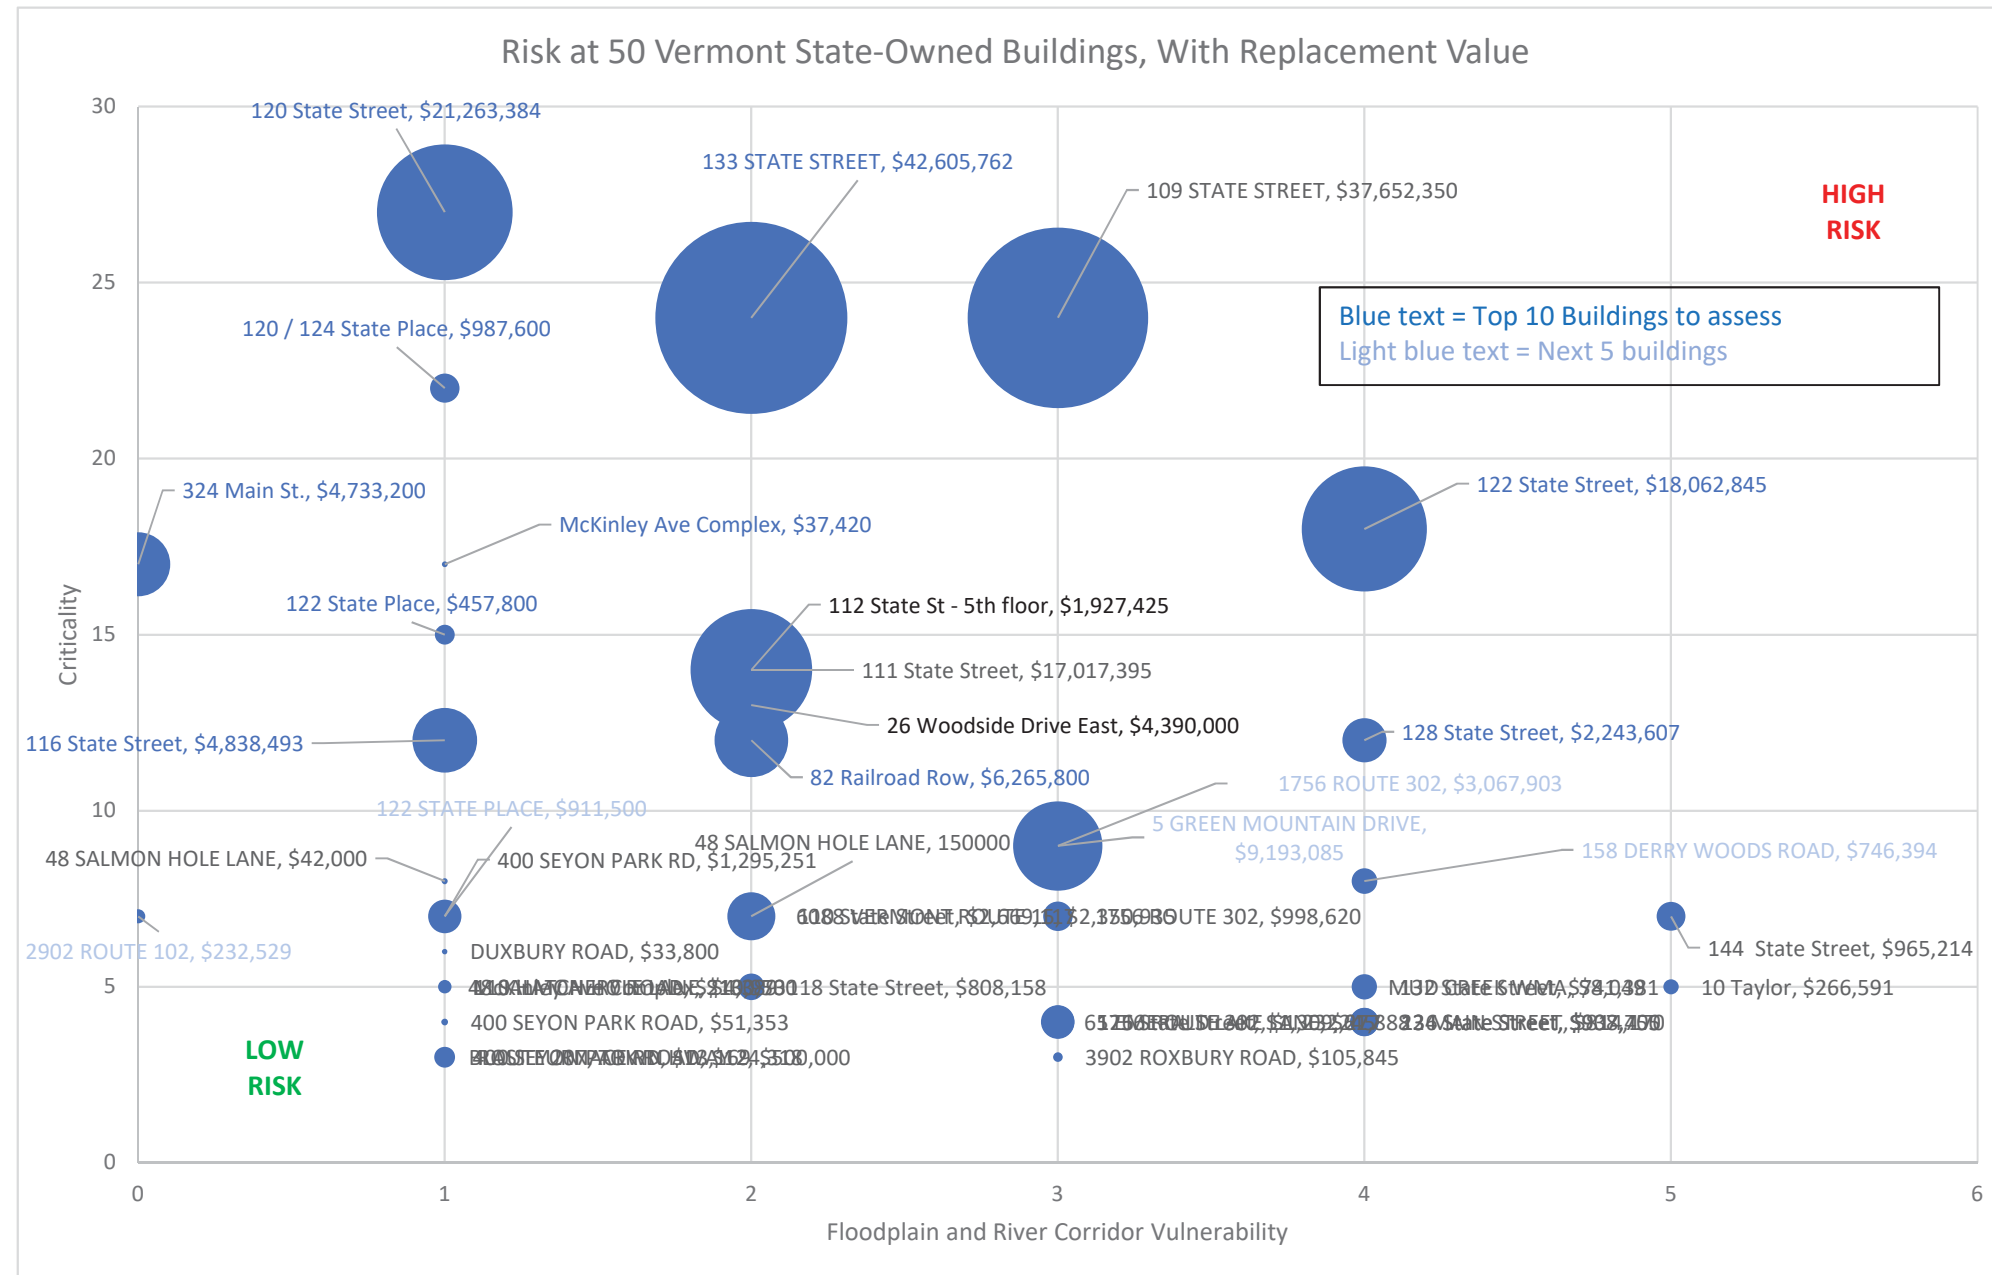 Risk at 50 Vermont State-Owned Buildings, With Replacement Value
30
120 State Street, $21,263,384
133 STATE STREET, $42,605,762
109 STATE STREET, $37,652,350
HIGH
RISK
25
Blue text = Top 10 Buildings to assess
Light blue text = Next 5 buildings
120 / 124 State Place, $987,600
20
324 Main St., $4,733,200
122 State Street, $18,062,845
McKinley Ave Complex, $37,420
Criticality
122 State Place, $457,800
112 State St - 5th floor, $1,927,425
15
111 State Street, $17,017,395
26 Woodside Drive East, $4,390,000
116 State Street, $4,838,493
128 State Street, $2,243,607
82 Railroad Row, $6,265,800
1756 ROUTE 302, $3,067,903
10
122 STATE PLACE, $911,500
5 GREEN MOUNTAIN DRIVE,
$9,193,085
48 SALMON HOLE LANE, 150000
48 SALMON HOLE LANE, $42,000
400 SEYON PARK RD, $1,295,251
158 DERRY WOODS ROAD, $746,394
1756 ROUTE 302, $998,620
2902 ROUTE 102, $232,529
DUXBURY ROAD, $33,800
144  State Street, $965,214
5
118 State Street, $808,158
10 Taylor, $266,591
400 SEYON PARK ROAD, $51,353
LOW
RISK
3902 ROXBURY ROAD, $105,845
0
0
1
2
3
4
5
6
Floodplain and River Corridor Vulnerability